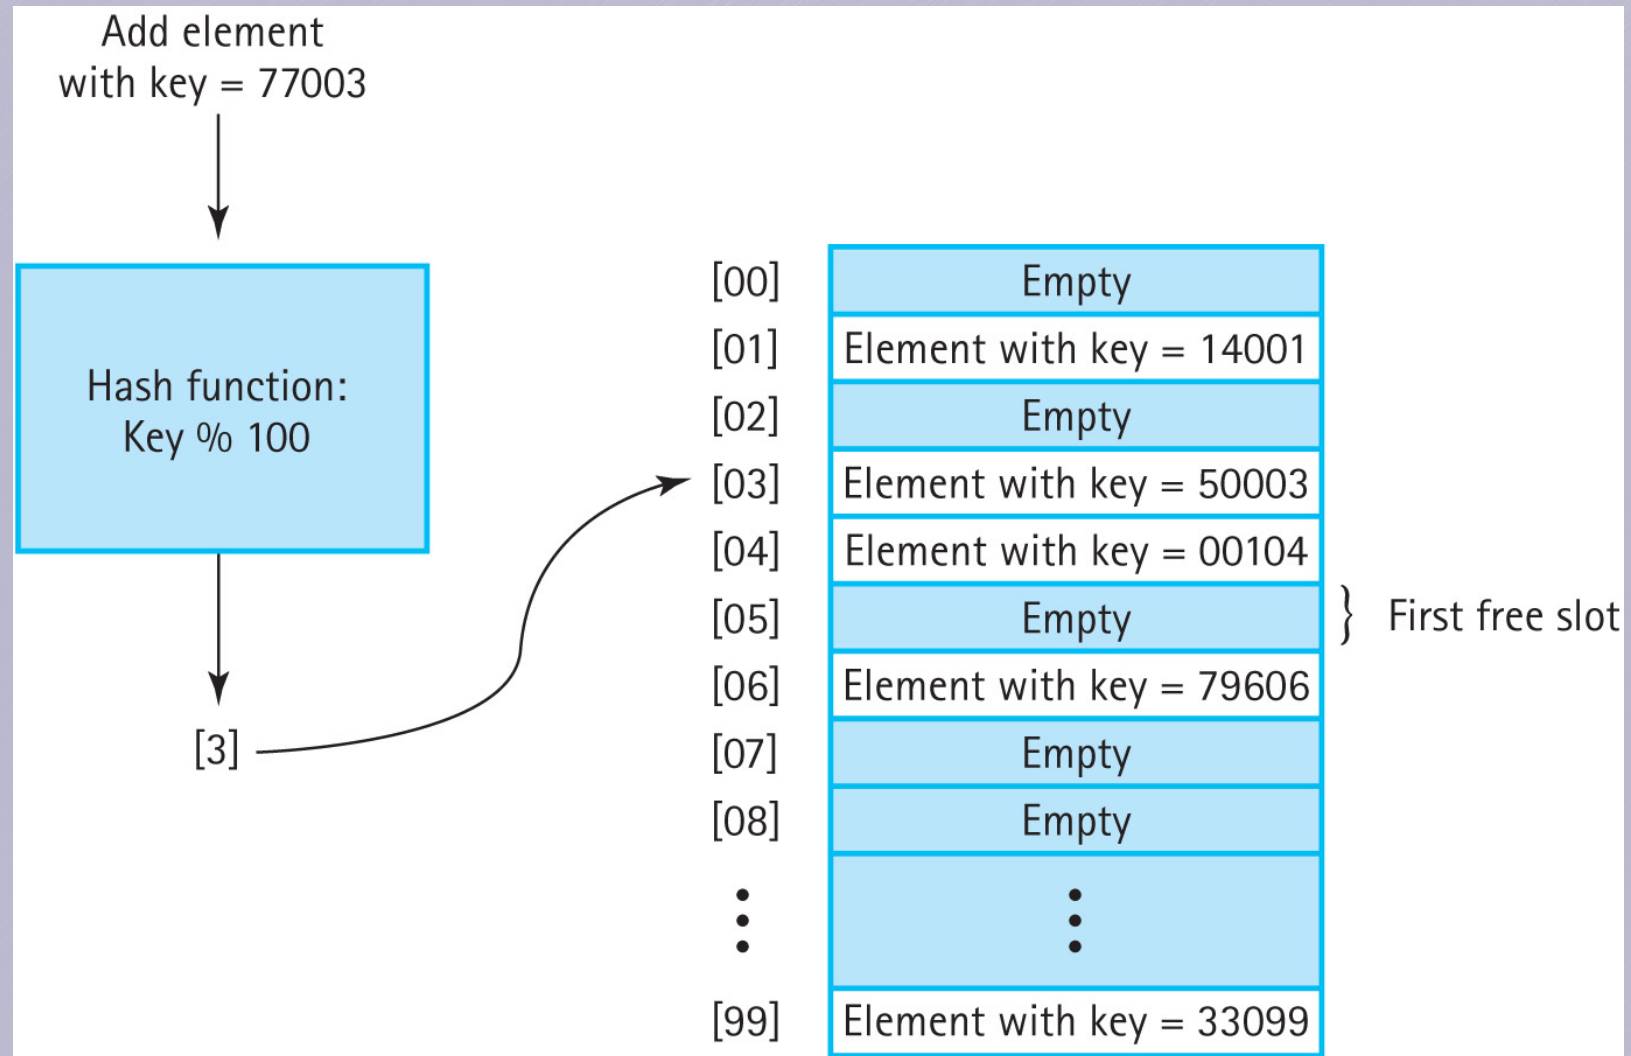 Add element
with key = 77003
Hash function:
Key % 100
[3]
[00] Empty
[01] Element with key = 14001
[02] Empty
[03] Element with key = 50003
[04] Element with key = 00104
[05] Empty } First free slot
[06] Element with key = 79606
[07] Empty
[08] Empty
[99] Element with key = 33099